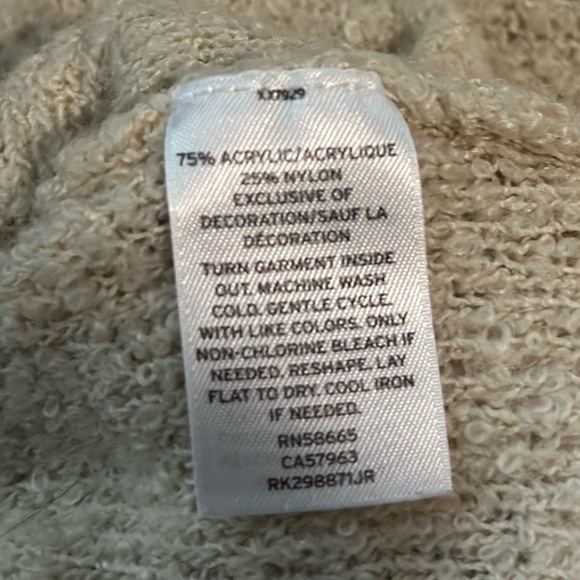 XX7929
75% ACRYLIC/ACRYLIQUE
25% NYLON
EXCLUSIVE OF
DECORATION/SAUF LA
DÉCORATION
TURN GARMENT INSIDE
OUT. MACHINE WASH
COLD. GENTLE CYCLE.
WITH LIKE COLORS. ONLY
NON-CHLORINE BLEACH IF
NEEDED. RESHAPE. LAY
FLAT TO DRY. COOL IRON
IF NEEDED.
RN58665
CA57963
RK298871JR